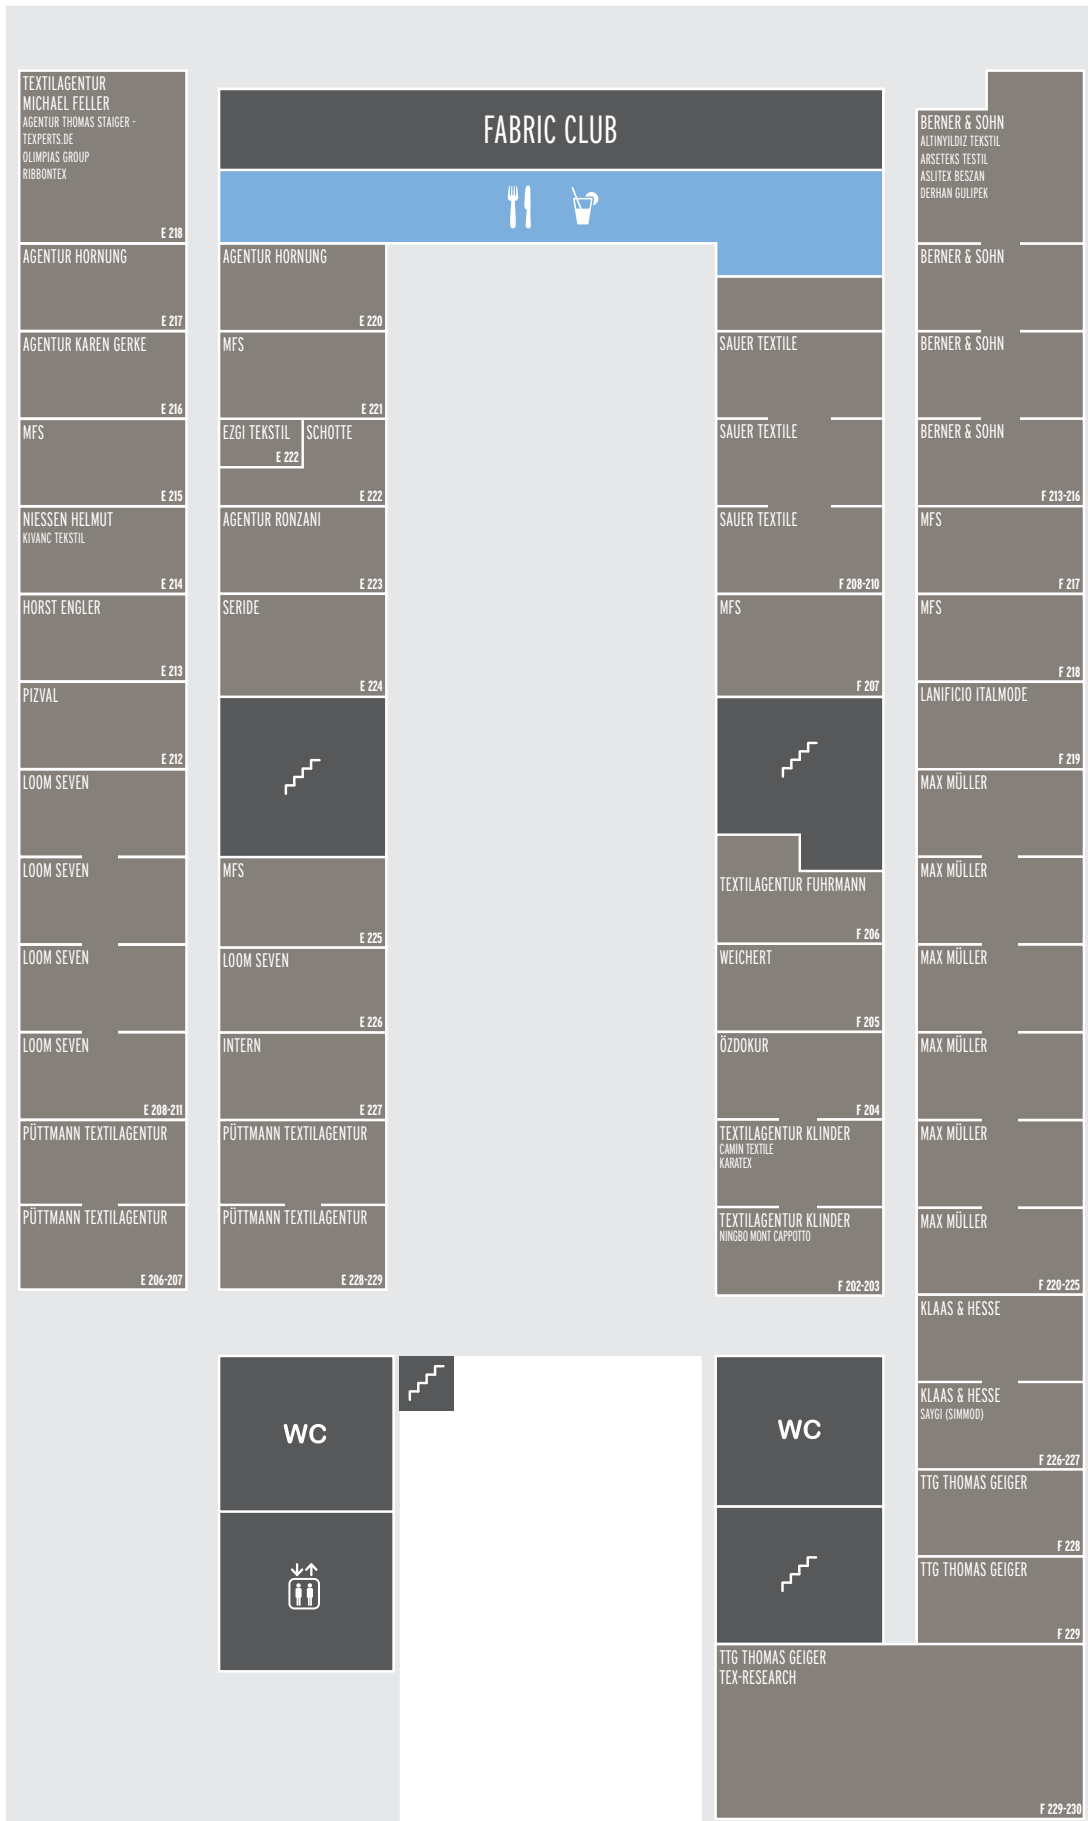 TEXTILAGENTUR
MICHAEL FELLER
AGENTUR THOMAS STAIGER -
TEXPERTS.DE
OLIMPIAS GROUP
RIBBONTEX
E 218
AGENTUR HORNUNG
E 217
AGENTUR KAREN GERKE
E 216
MFS
E 215
NIESSEN HELMUT
KIVANC TEKSTIL
E 214
HORST ENGLER
E 213
PIZVAL
E 212
LOOM SEVEN
LOOM SEVEN
LOOM SEVEN
LOOM SEVEN
E 208-211
PÜTTMANN TEXTILAGENTUR
PÜTTMANN TEXTILAGENTUR
E 206-207
FABRIC CLUB
AGENTUR HORNUNG
E 220
MFS
E 221
EZGI TEKSTIL
E 222
SCHOTTE
E 222
AGENTUR RONZANI
E 223
SERIDE
E 224
MFS
E 225
LOOM SEVEN
E 226
INTERN
E 227
PÜTTMANN TEXTILAGENTUR
PÜTTMANN TEXTILAGENTUR
E 228-229
WC
SAUER TEXTILE
SAUER TEXTILE
SAUER TEXTILE
F 208-210
MFS
F 207
TEXTILAGENTUR FUHRMANN
F 206
WEICHERT
F 205
ÖZDOKUR
F 204
TEXTILAGENTUR KLINDER
CAMIN TEXTILE
KARATEX
TEXTILAGENTUR KLINDER
NINGBO MONT CAPPOTTO
F 202-203
WC
BERNER & SOHN
ALTINYILDIZ TEKSTIL
ARSETEKS TESTIL
ASLITEX BESZAN
DERHAN GULIPEK
BERNER & SOHN
BERNER & SOHN
BERNER & SOHN
F 213-216
MFS
F 217
MFS
F 218
LANIFICIO ITALMODE
F 219
MAX MÜLLER
MAX MÜLLER
MAX MÜLLER
MAX MÜLLER
MAX MÜLLER
MAX MÜLLER
F 220-225
KLAAS & HESSE
KLAAS & HESSE
SAYGI (SIMMOD)
F 226-227
TTG THOMAS GEIGER
F 228
TTG THOMAS GEIGER
F 229
TTG THOMAS GEIGER
TEX-RESEARCH
F 229-230